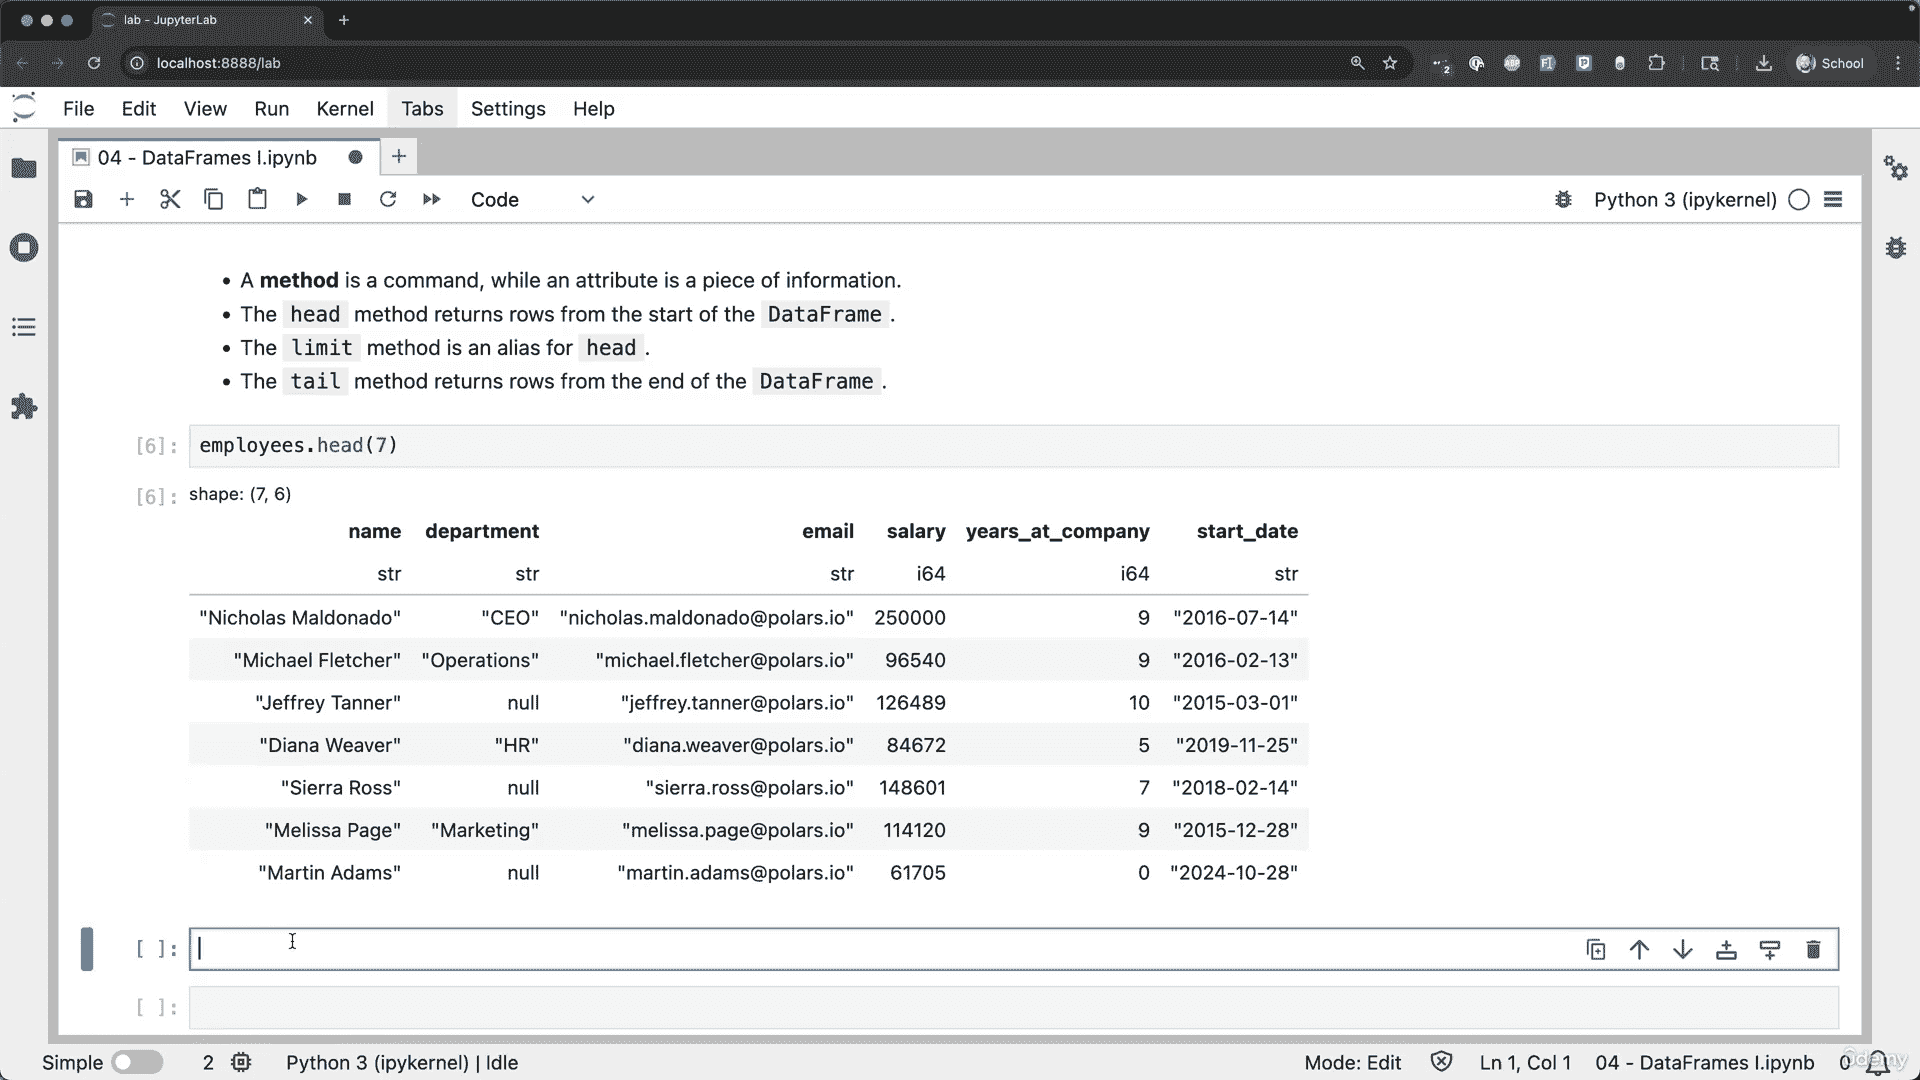 lab - JupyterLab
localhost:8888/lab
2
School
File Edit View Run Kernel Tabs Settings Help
04 - DataFrames I.ipynb
Code
Python 3 (ipykernel)
• A method is a command, while an attribute is a piece of information.
• The head method returns rows from the start of the DataFrame.
• The limit method is an alias for head.
• The tail method returns rows from the end of the DataFrame.
[6]: employees.head(7)
[6]: shape: (7, 6)
name department email salary years_at_company start_date
str str str i64 i64 str
"Nicholas Maldonado" "CEO" "nicholas.maldonado@polars.io" 250000 9 "2016-07-14"
"Michael Fletcher" "Operations" "michael.fletcher@polars.io" 96540 9 "2016-02-13"
"Jeffrey Tanner" null "jeffrey.tanner@polars.io" 126489 10 "2015-03-01"
"Diana Weaver" "HR" "diana.weaver@polars.io" 84672 5 "2019-11-25"
"Sierra Ross" null "sierra.ross@polars.io" 148601 7 "2018-02-14"
"Melissa Page" "Marketing" "melissa.page@polars.io" 114120 9 "2015-12-28"
"Martin Adams" null "martin.adams@polars.io" 61705 0 "2024-10-28"
[ ]:
[ ]:
Simple 2 Python 3 (ipykernel) | Idle Mode: Edit Ln 1, Col 1 04 - DataFrames I.ipynb 0